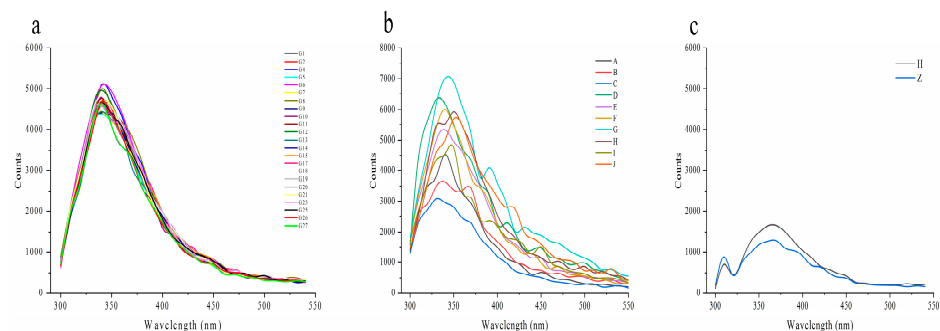 a
Counts
6000
5000
4000
3000
2000
1000
0
300
350
400
450
500
550
Wavelength (nm)
G1
G2
G4
G5
G6
G7
G8
G9
G10
G11
G12
G13
G14
G15
G17
G18
G19
G20
G21
G23
G25
G26
G27
b
Counts
8000
7000
6000
5000
4000
3000
2000
1000
0
300
350
400
450
500
550
Wavelength (nm)
A
B
C
D
E
F
G
H
I
J
c
Counts
6000
5000
4000
3000
2000
1000
0
300
350
400
450
500
550
Wavelength (nm)
H
Z